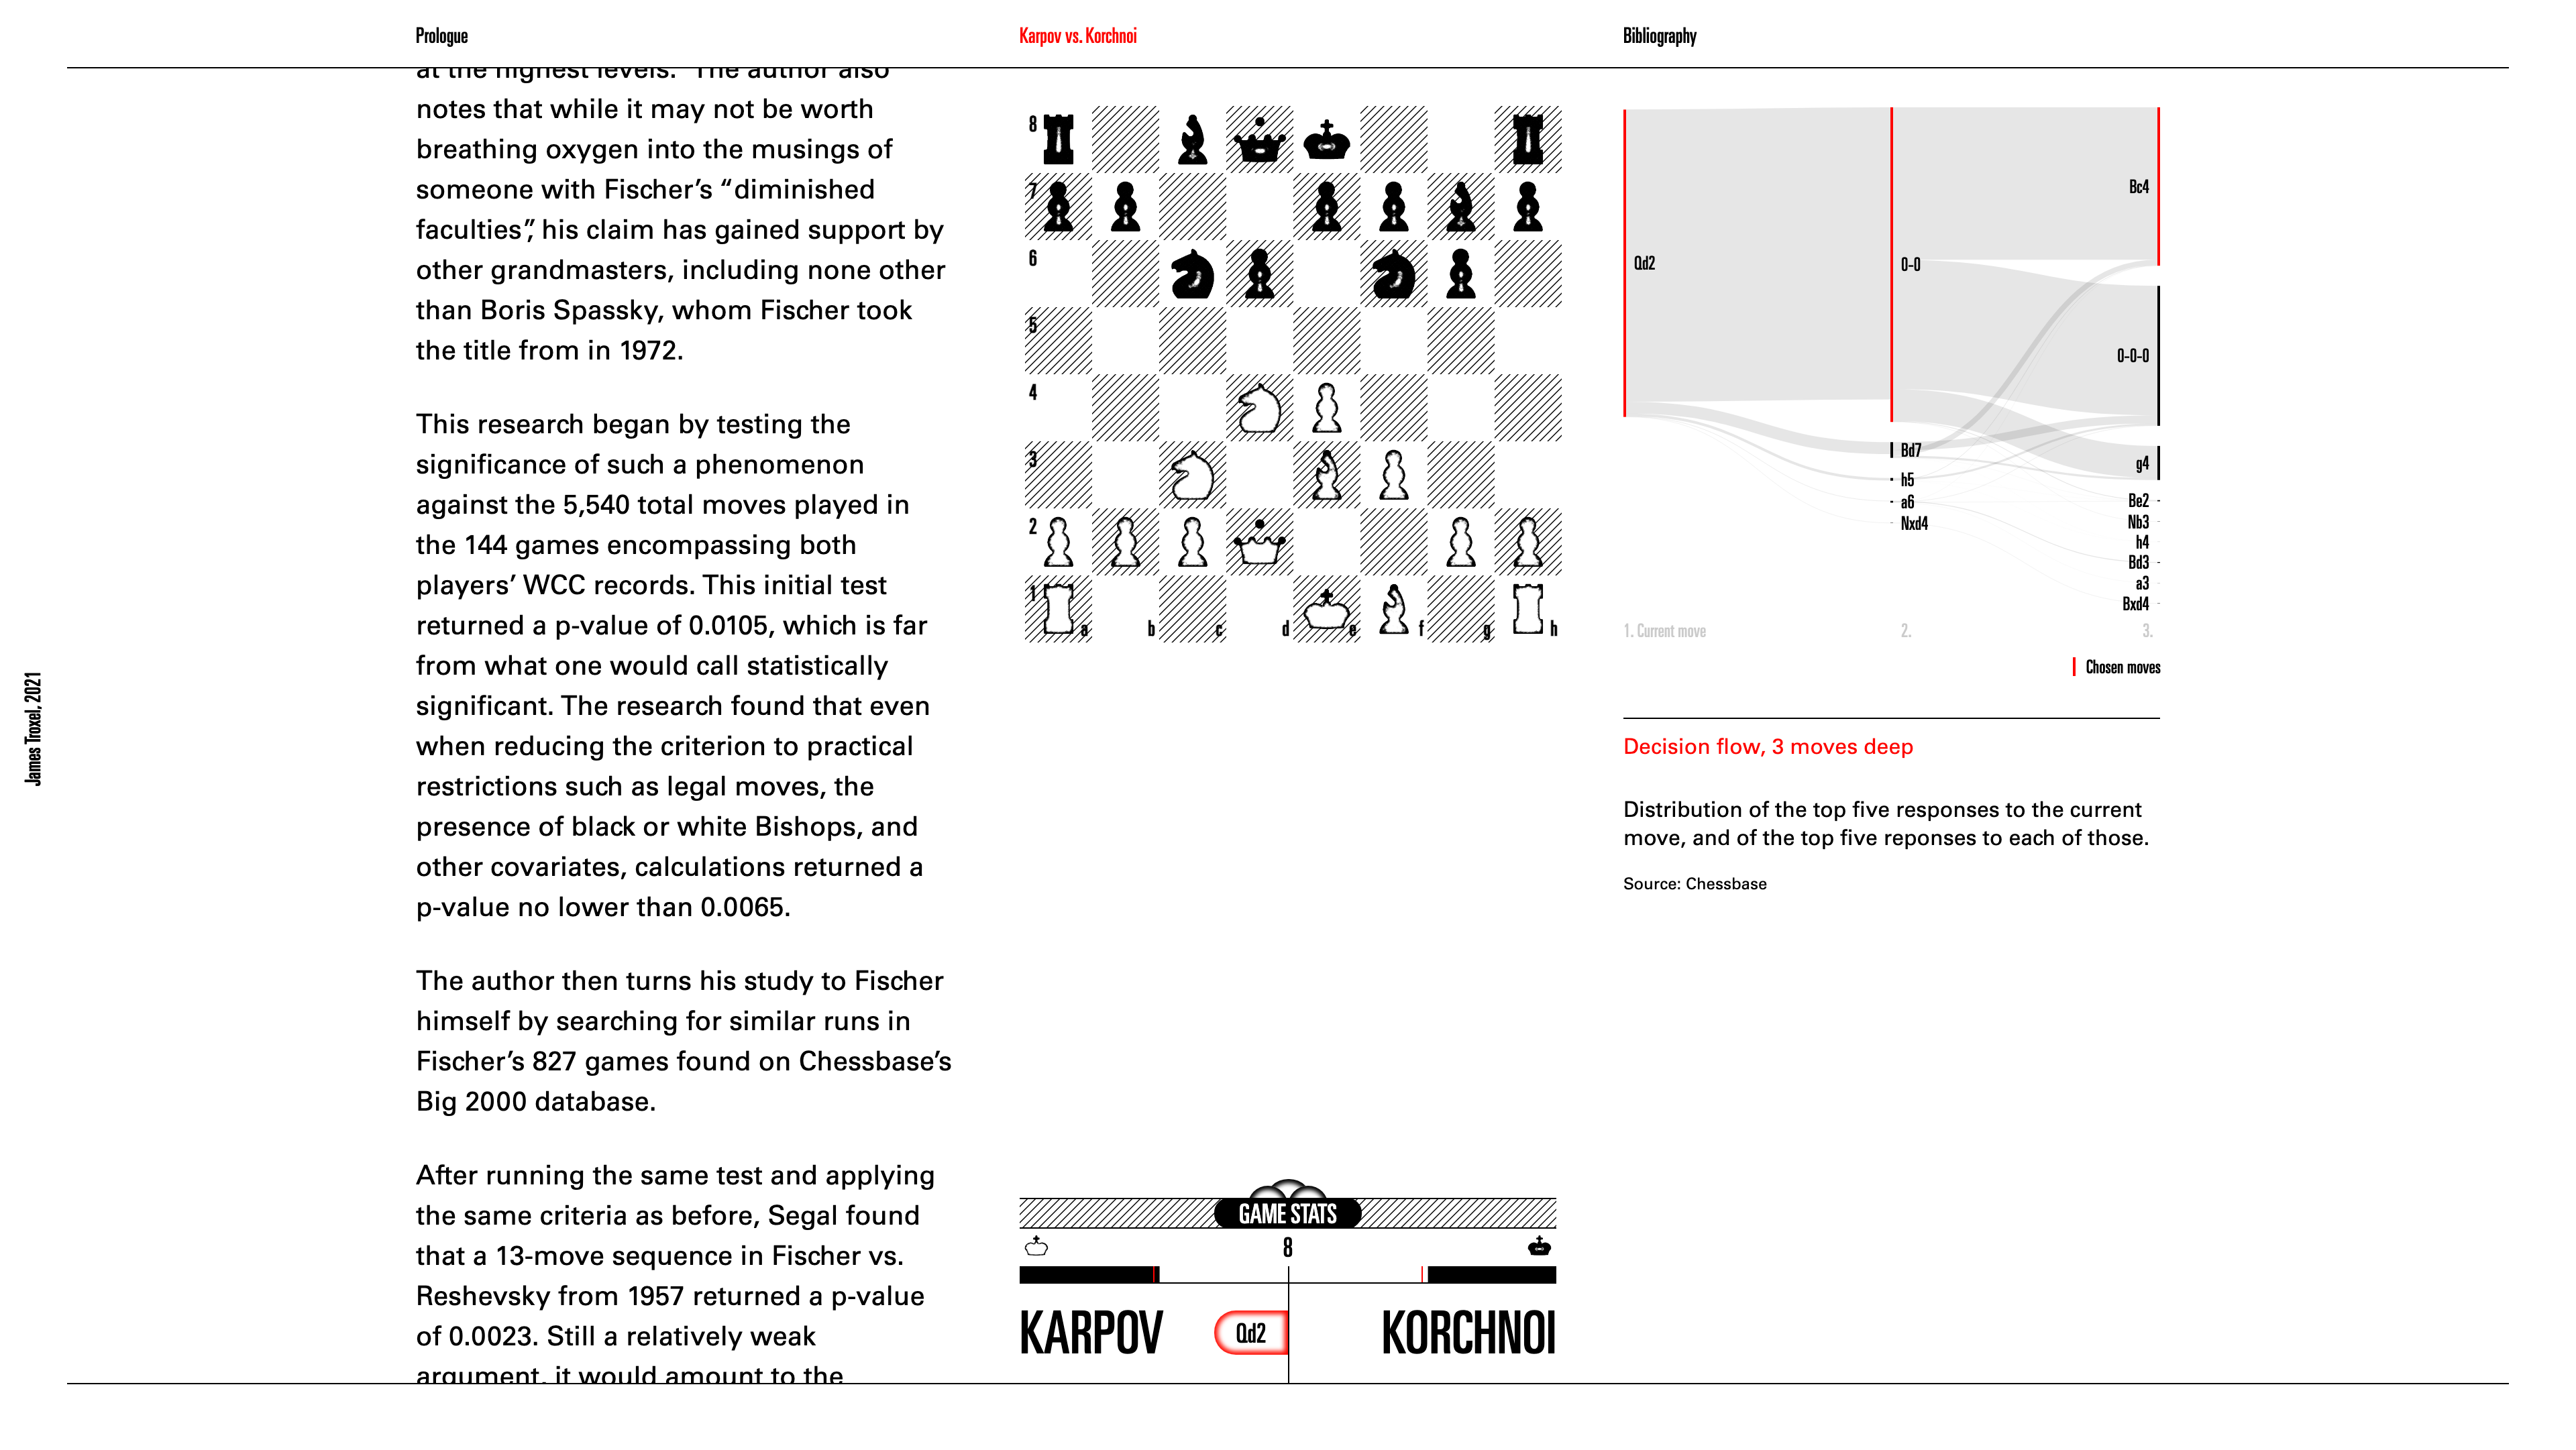 Prologue
Karpov vs. Korchnoi
Bibliography
at the highest levels." The author also
notes that while it may not be worth
breathing oxygen into the musings of
someone with Fischer’s “diminished
faculties”, his claim has gained support by
other grandmasters, including none other
than Boris Spassky, whom Fischer took
the title from in 1972.
This research began by testing the
significance of such a phenomenon
against the 5,540 total moves played in
the 144 games encompassing both
players’ WCC records. This initial test
returned a p-value of 0.0105, which is far
from what one would call statistically
significant. The research found that even
when reducing the criterion to practical
restrictions such as legal moves, the
presence of black or white Bishops, and
other covariates, calculations returned a
p-value no lower than 0.0065.
The author then turns his study to Fischer
himself by searching for similar runs in
Fischer’s 827 games found on Chessbase’s
Big 2000 database.
After running the same test and applying
the same criteria as before, Segal found
that a 13-move sequence in Fischer vs.
Reshevsky from 1957 returned a p-value
of 0.0023. Still a relatively weak
argument, it would amount to the
8
7
6
5
4
3
2
1
a b c d e f g h
GAME STATS
8
KARPOV
Qd2
KORCHNOI
Qd2
0-0
Bd7
h5
a6
Nxd4
Bc4
0-0-0
g4
Be2
Nb3
h4
Bd3
a3
Bxd4
1. Current move
2.
3.
Chosen moves
Decision flow, 3 moves deep
Distribution of the top five responses to the current
move, and of the top five reponses to each of those.
Source: Chessbase
James Troxel, 2021